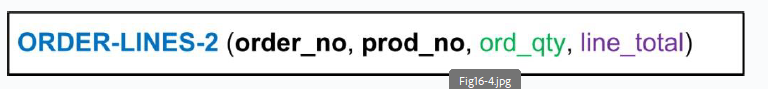 ORDER-LINES-2 (order_no, prod_no, ord_qty, line_total)
Fig16-4.jpg